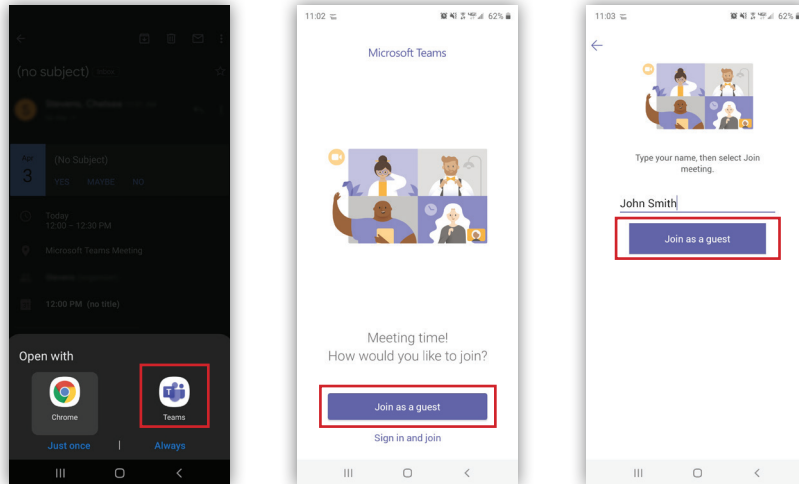 (no subject)
Apr
3
(No Subject)
YES MAYBE NO
Today
12:00 – 12:30 PM
Microsoft Teams Meeting
12:00 PM (no title)
Open with
Chrome
Teams
Just once | Always
11:02
62%
Microsoft Teams
Meeting time!
How would you like to join?
Join as a guest
Sign in and join
11:03
62%
Type your name, then select Join
meeting.
John Smith
Join as a guest